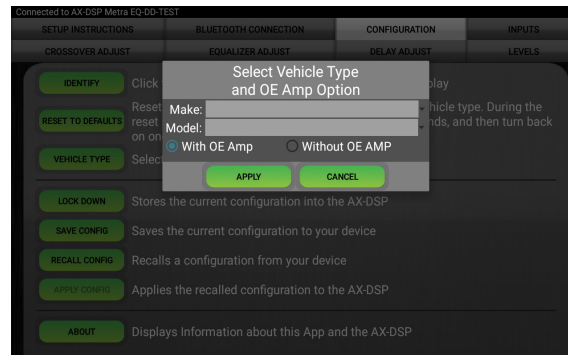 Connected to AX-DSP Metra EQ-DD-TEST
SETUP INSTRUCTIONS BLUETOOTH CONNECTION CONFIGURATION INPUTS
CROSSOVER ADJUST EQUALIZER ADJUST DELAY ADJUST LEVELS
Select Vehicle Type
and OE Amp Option
IDENTIFY Click play
Make:
Reset hicle type. During the
RESET TO DEFAULTS reset nds, and then turn back
Model:
on
With OE Amp Without OE AMP
VEHICLE TYPE Select
APPLY CANCEL
LOCK DOWN Stores the current configuration into the AX-DSP
SAVE CONFIG Saves the current configuration to your device
RECALL CONFIG Recalls a configuration from your device
APPLY CONFIG Applies the recalled configuration to the AX-DSP
ABOUT Displays Information about this App and the AX-DSP